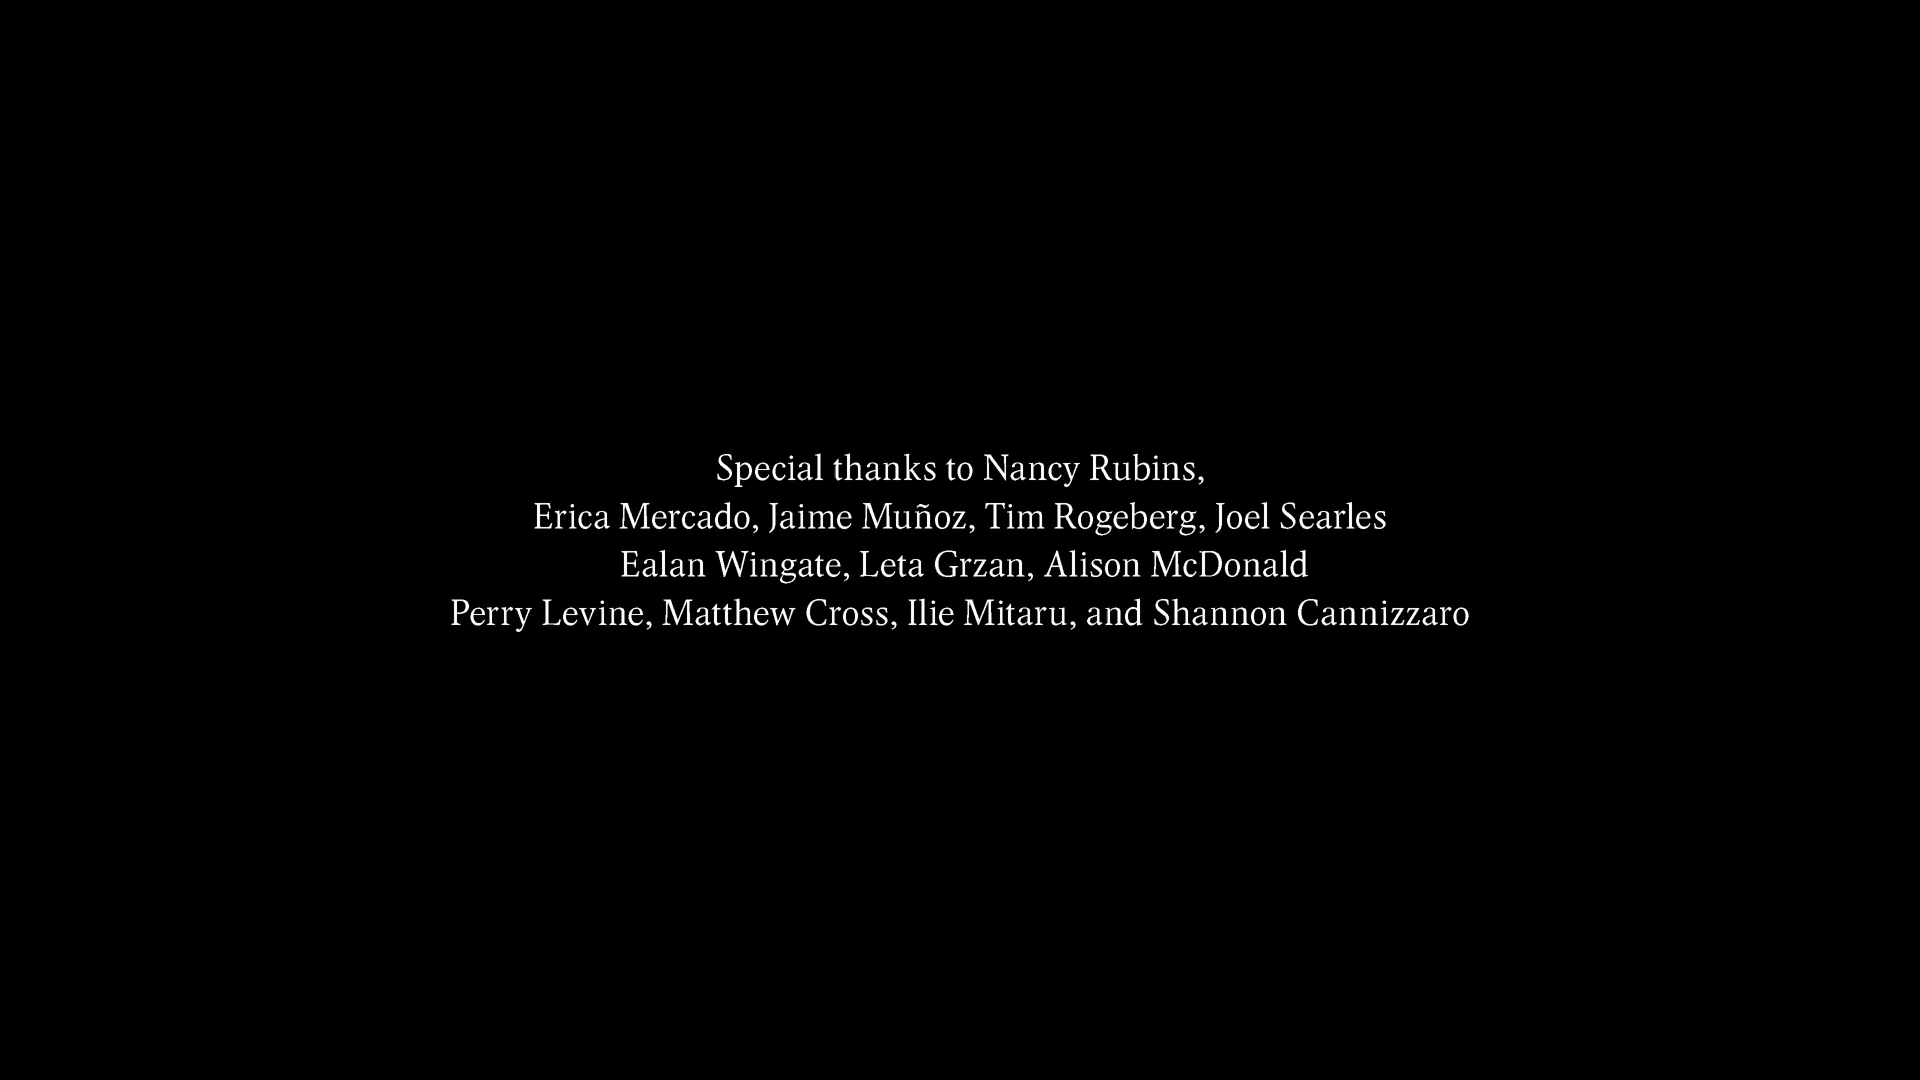 Special thanks to Nancy Rubins,
Erica Mercado, Jaime Muñoz, Tim Rogeberg, Joel Searles
Ealan Wingate, Leta Grzan, Alison McDonald
Perry Levine, Matthew Cross, Ilie Mitaru, and Shannon Cannizzaro